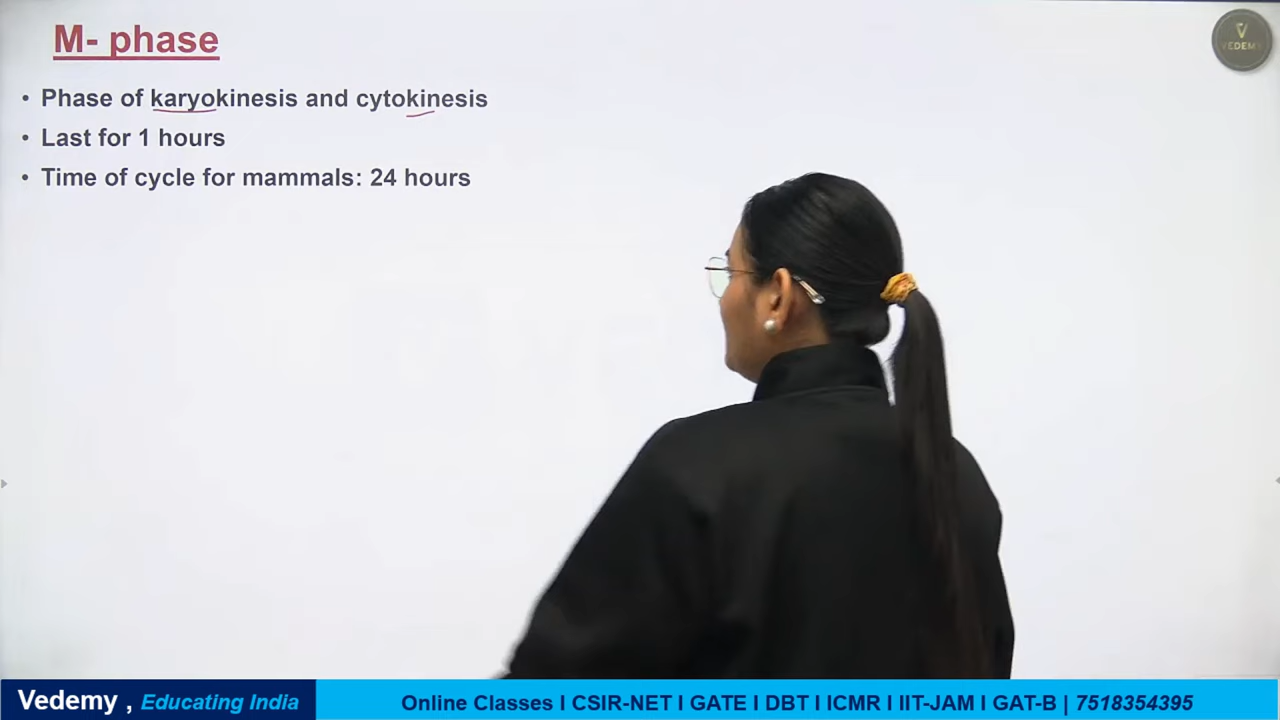 M- phase
VEDEMY
• Phase of karyokinesis and cytokinesis
• Last for 1 hours
• Time of cycle for mammals: 24 hours
Vedemy , Educating India
Online Classes I CSIR-NET I GATE I DBT I ICMR I IIT-JAM I GAT-B | 7518354395